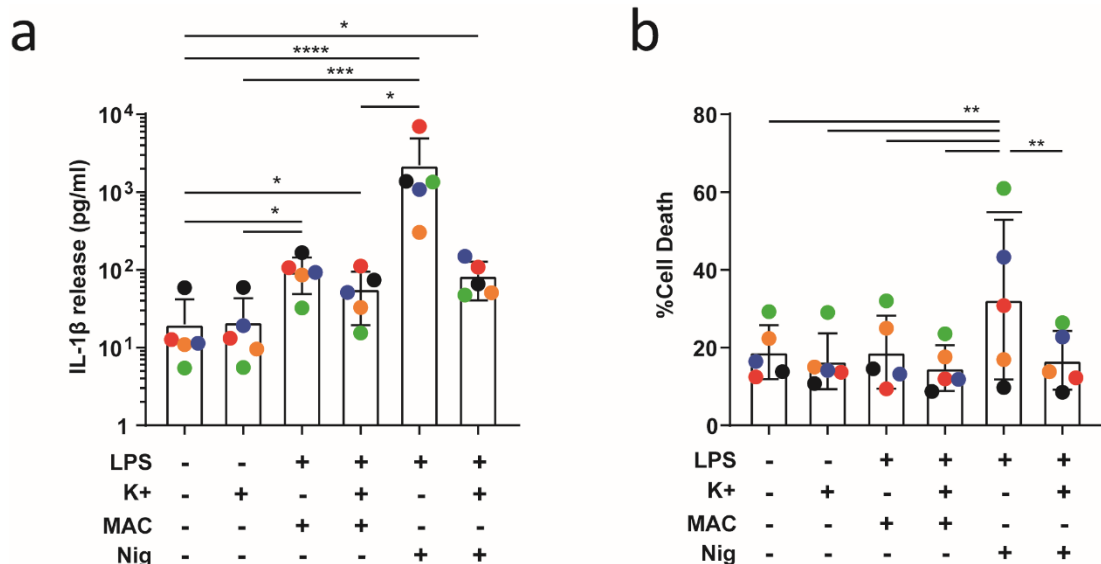 a
*
****
***
*
*
*
IL-1β release (pg/ml)
10⁴
10³
10²
10¹
1
LPS - - + + + +
K+ - + - + - +
MAC - - + + - -
Nig - - - - + +
b
**
**
%Cell Death
80
60
40
20
0
LPS - - + + + +
K+ - + - + - +
MAC - - + + - -
Nig - - - - + +